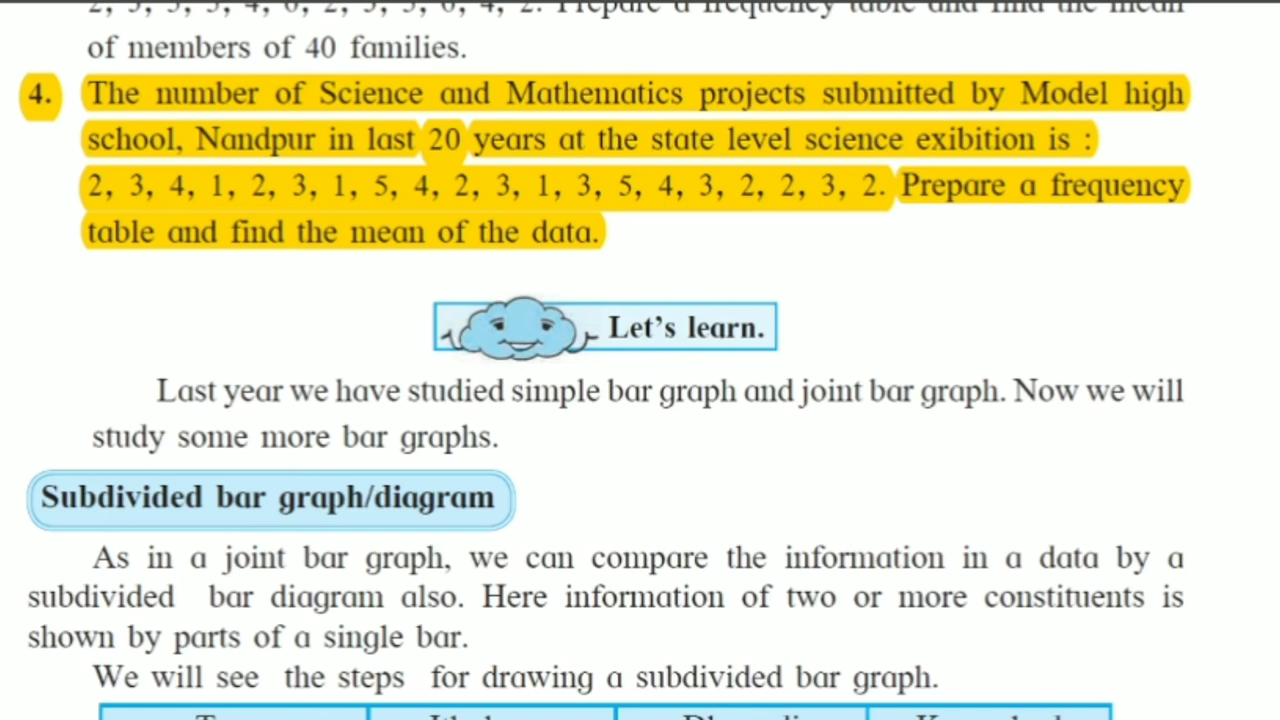 of members of 40 families.
4. The number of Science and Mathematics projects submitted by Model high
school, Nandpur in last 20 years at the state level science exibition is :
2, 3, 4, 1, 2, 3, 1, 5, 4, 2, 3, 1, 3, 5, 4, 3, 2, 2, 3, 2. Prepare a frequency
table and find the mean of the data.
Let's learn.
Last year we have studied simple bar graph and joint bar graph. Now we will
study some more bar graphs.
Subdivided bar graph/diagram
As in a joint bar graph, we can compare the information in a data by a
subdivided bar diagram also. Here information of two or more constituents is
shown by parts of a single bar.
We will see the steps for drawing a subdivided bar graph.